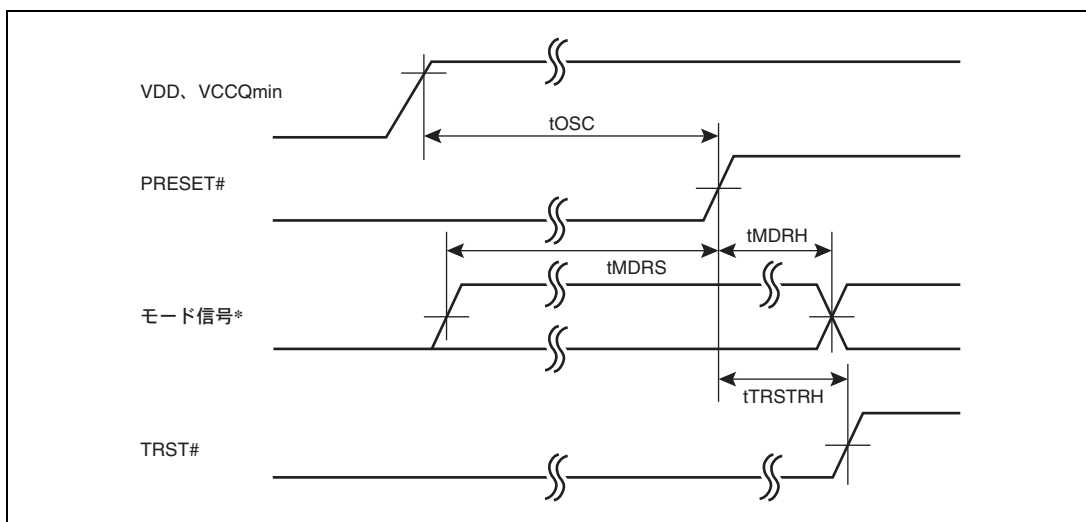 VDD、VCCQmin
tOSC
PRESET#
tMDRH
tMDRS
モード信号*
tTRSTRH
TRST#